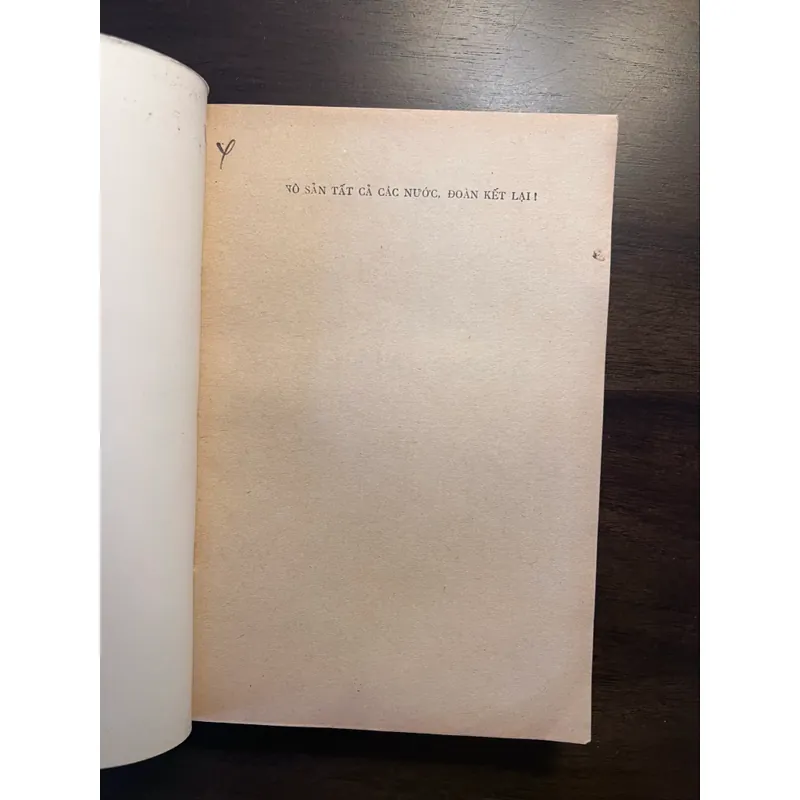 VÔ SẢN TẤT CẢ CÁC NƯỚC, ĐOÀN KẾT LẠI!